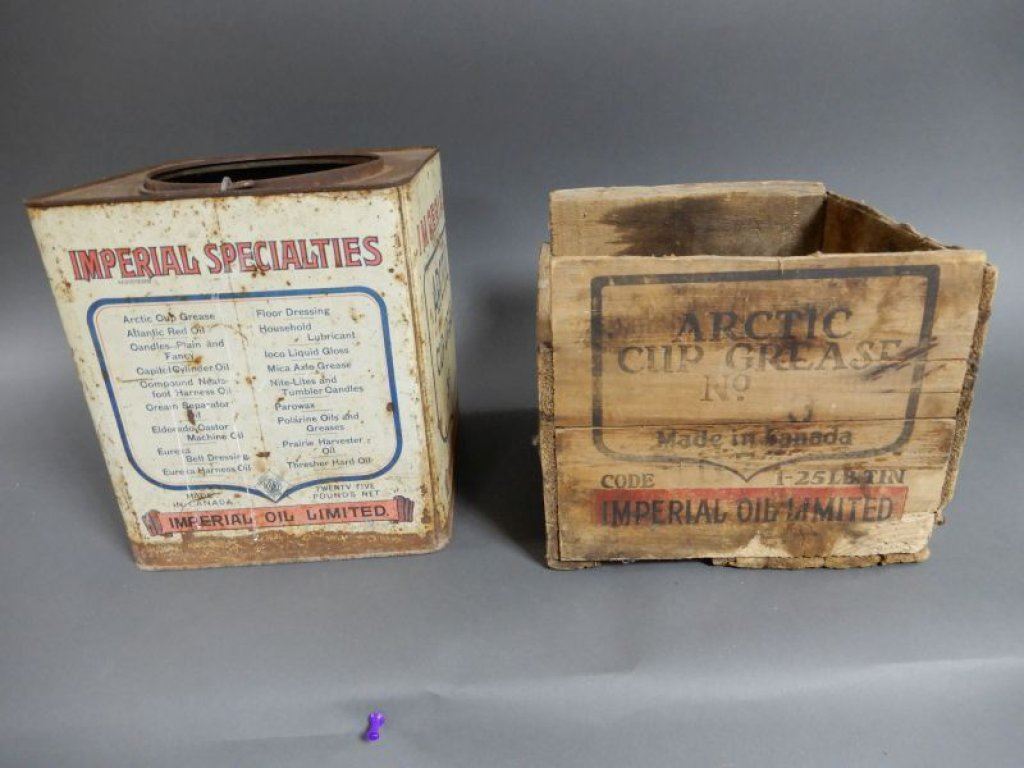 IMPERIAL SPECIALTIES
Arctic Cup Grease
Atlantic Red Oil
Candles-Plain and
Fancy
Capitol Cylinder Oil
Compound Neats-
foot Harness Oil
Cream Separator
Oil
Eldorado Castor
Machine Oil
Eureka
Belt Dressing
Eureka Harness Oil
Floor Dressing
Household
Lubricant
Ioco Liquid Gloss
Mica Axle Grease
Nite-Lites and
Tumbler Candles
Parowax
Polarine Oils and
Greases
Prairie Harvester
Oil
Thresher Hard Oil
MADE
IN CANADA
TWENTY FIVE
POUNDS NET
IMPERIAL OIL LIMITED.
ARCTIC
CUP GREASE
No
Made in Canada
CODE 1-25 LB. TIN
IMPERIAL OIL LIMITED